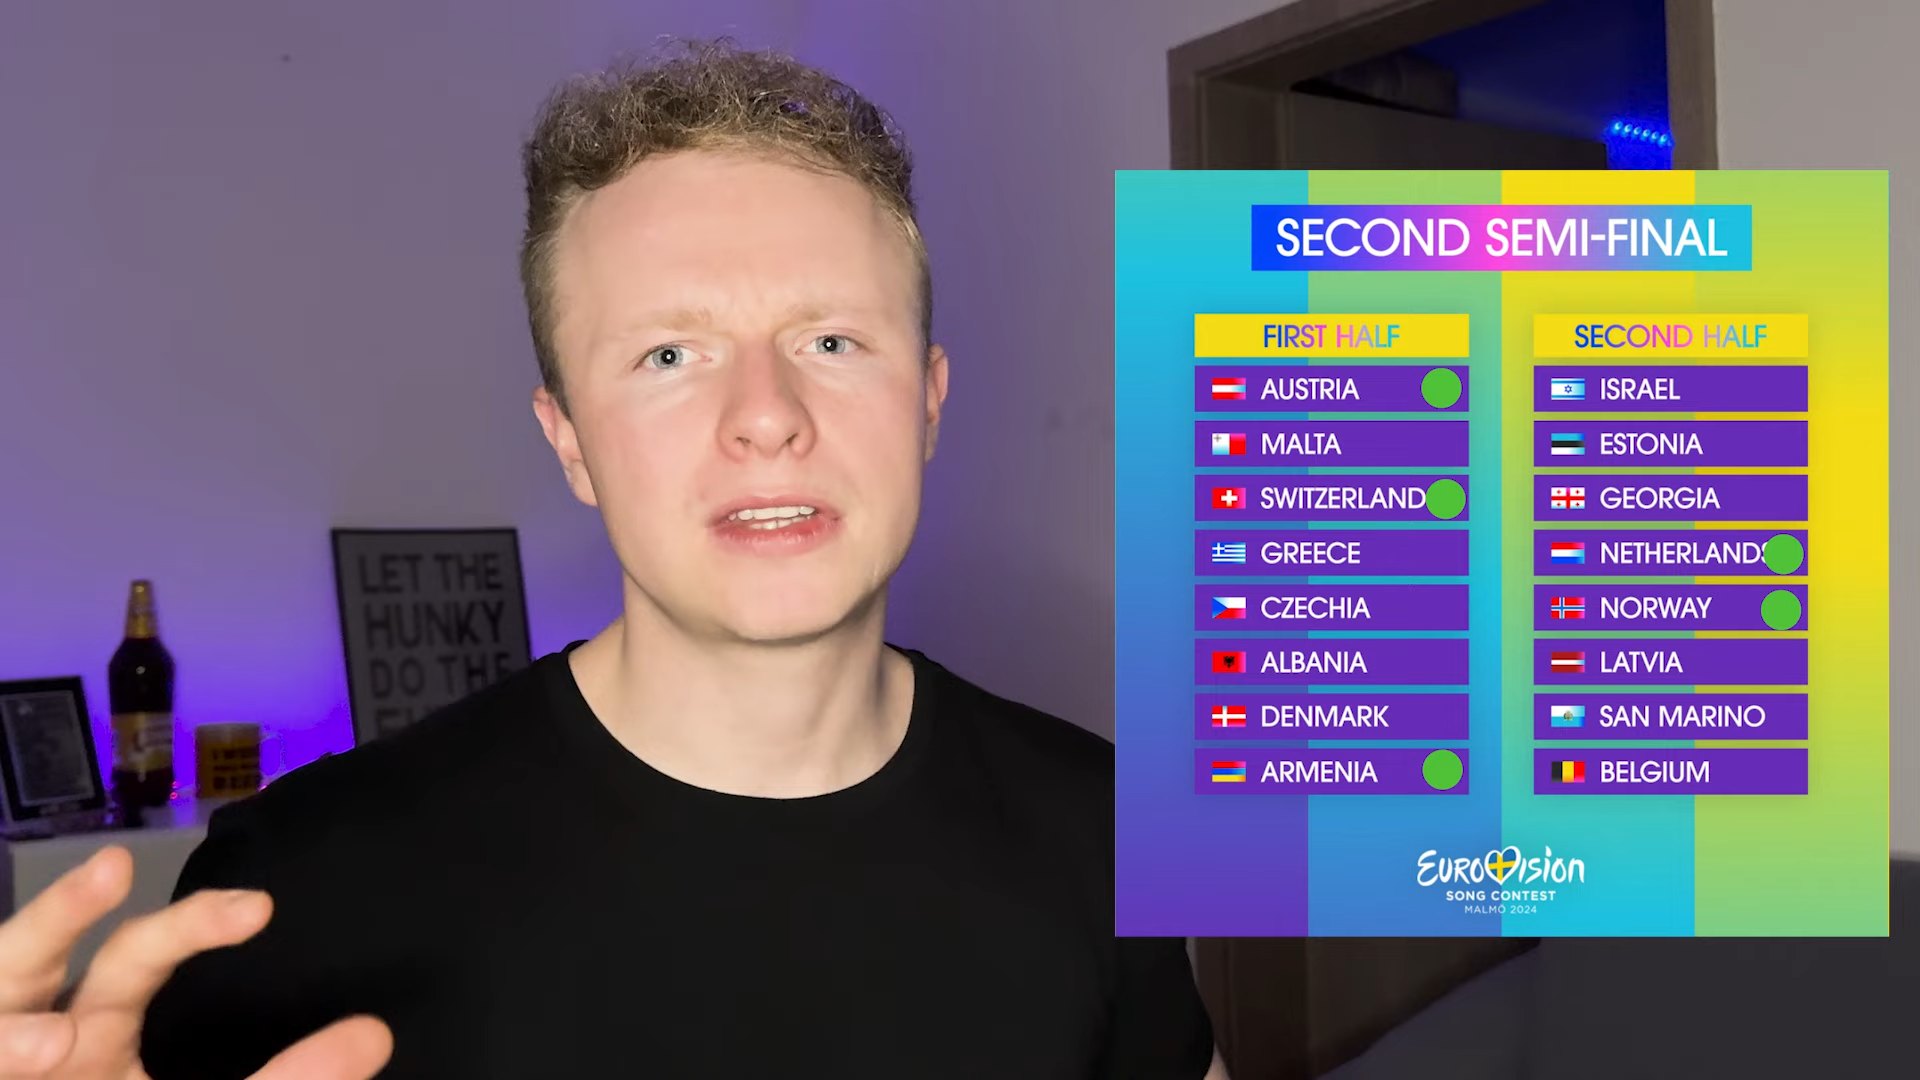 LET THE
HUNKY
DO THE
SECOND SEMI-FINAL
FIRST HALF
AUSTRIA
MALTA
SWITZERLAND
GREECE
CZECHIA
ALBANIA
DENMARK
ARMENIA
SECOND HALF
ISRAEL
ESTONIA
GEORGIA
NETHERLANDS
NORWAY
LATVIA
SAN MARINO
BELGIUM
EUROVISION
SONG CONTEST
MALMÖ 2024